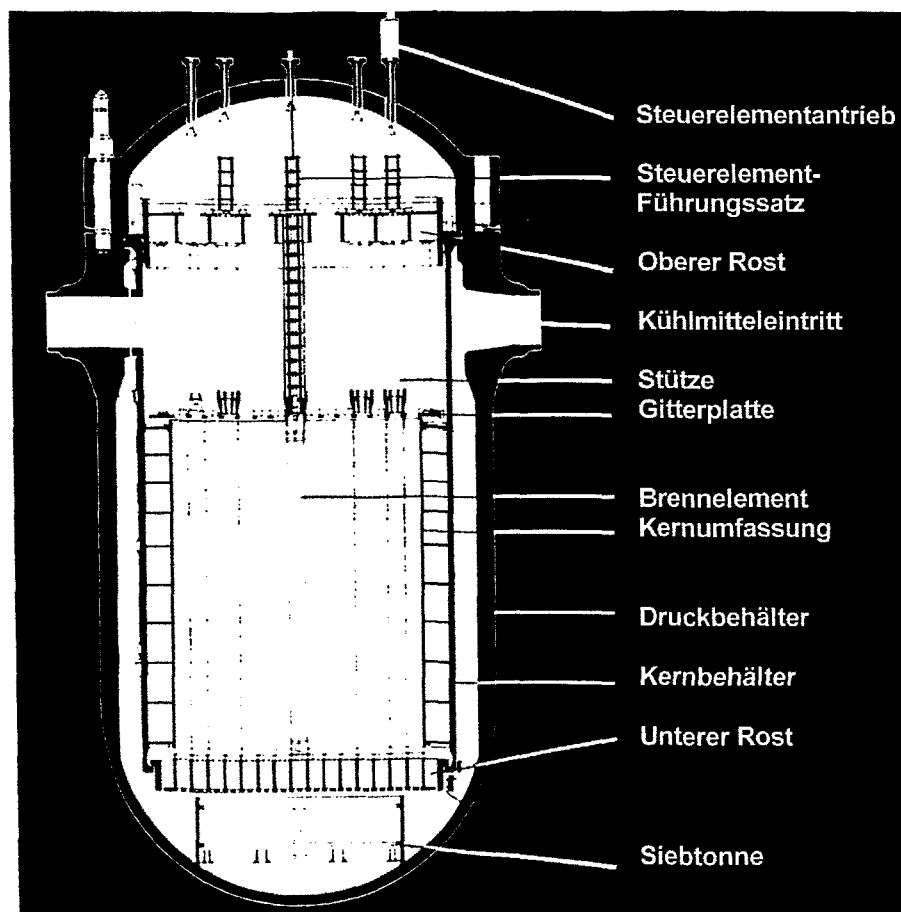 Steuerelementantrieb
Steuerelement-
Führungssatz
Oberer Rost
Kühlmitteleintritt
Stütze
Gitterplatte
Brennelement
Kernumfassung
Druckbehälter
Kernbehälter
Unterer Rost
Siebtonne